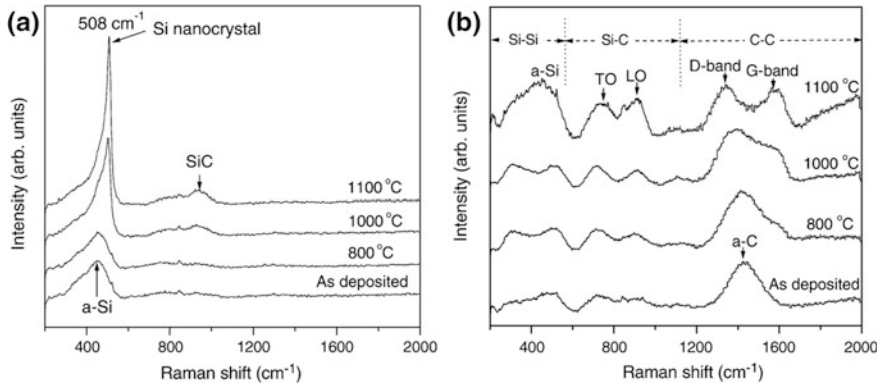 (a)
508 cm⁻¹
Si nanocrystal
SiC
1100 °C
1000 °C
800 °C
As deposited
a-Si
Intensity (arb. units)
400 800 1200 1600 2000
Raman shift (cm⁻¹)
(b)
Si-Si Si-C C-C
a-Si TO LO D-band G-band
1100 °C
1000 °C
800 °C
a-C
As deposited
Intensity (arb. units)
400 800 1200 1600 2000
Raman shift (cm⁻¹)